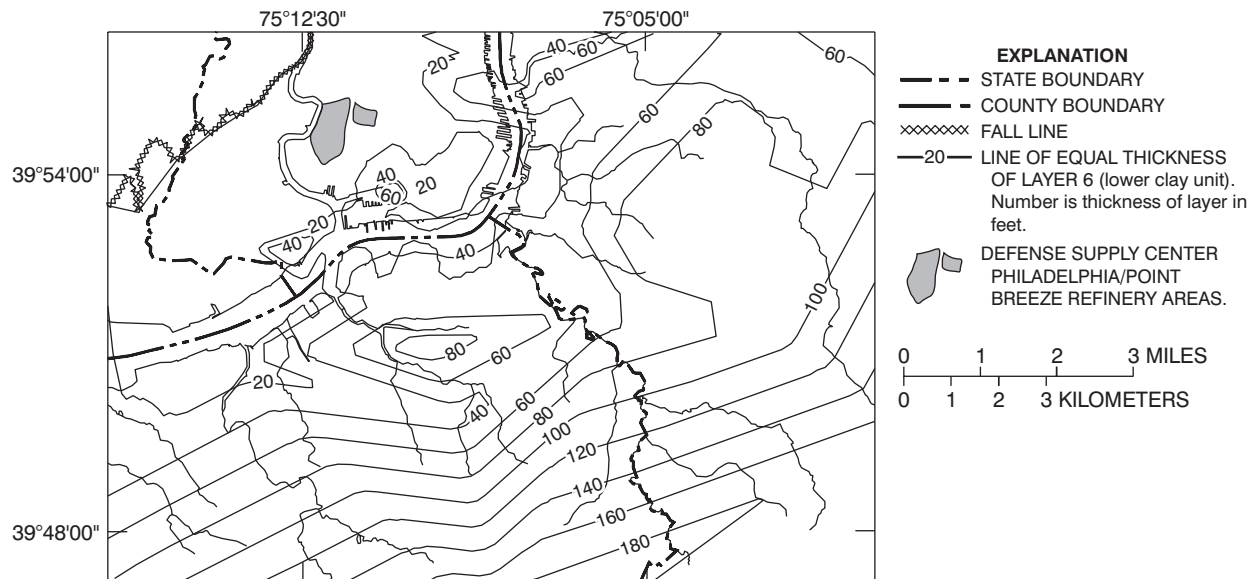 75°12'30" 75°05'00"
39°54'00"
39°48'00"
40
60
20
60
60
60
80
40
20
60
20
40
40
100
80
60
20
40
60
80
100
120
140
160
180
EXPLANATION
STATE BOUNDARY
COUNTY BOUNDARY
FALL LINE
20 LINE OF EQUAL THICKNESS
OF LAYER 6 (lower clay unit).
Number is thickness of layer in
feet.
DEFENSE SUPPLY CENTER
PHILADELPHIA/POINT
BREEZE REFINERY AREAS.
0 1 2 3 MILES
0 1 2 3 KILOMETERS